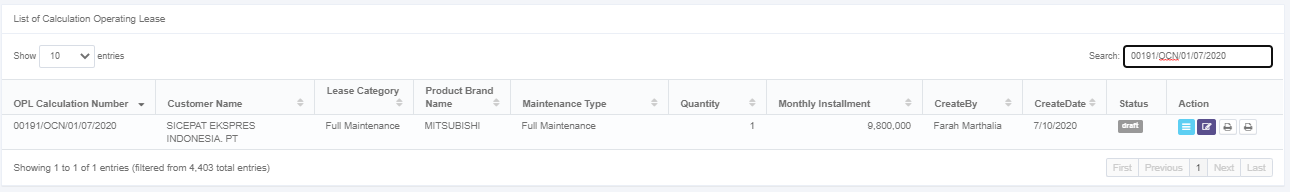 List of Calculation Operating Lease
Show 10 entries
Search: 00191/OCN/01/07/2020
OPL Calculation Number Customer Name Lease Category Product Brand Name Maintenance Type Quantity Monthly Installment CreateBy CreateDate Status Action
00191/OCN/01/07/2020 SICEPAT EKSPRES INDONESIA. PT Full Maintenance MITSUBISHI Full Maintenance 1 9,800,000 Farah Marthalia 7/10/2020 draft
Showing 1 to 1 of 1 entries (filtered from 4,403 total entries)
First Previous 1 Next Last